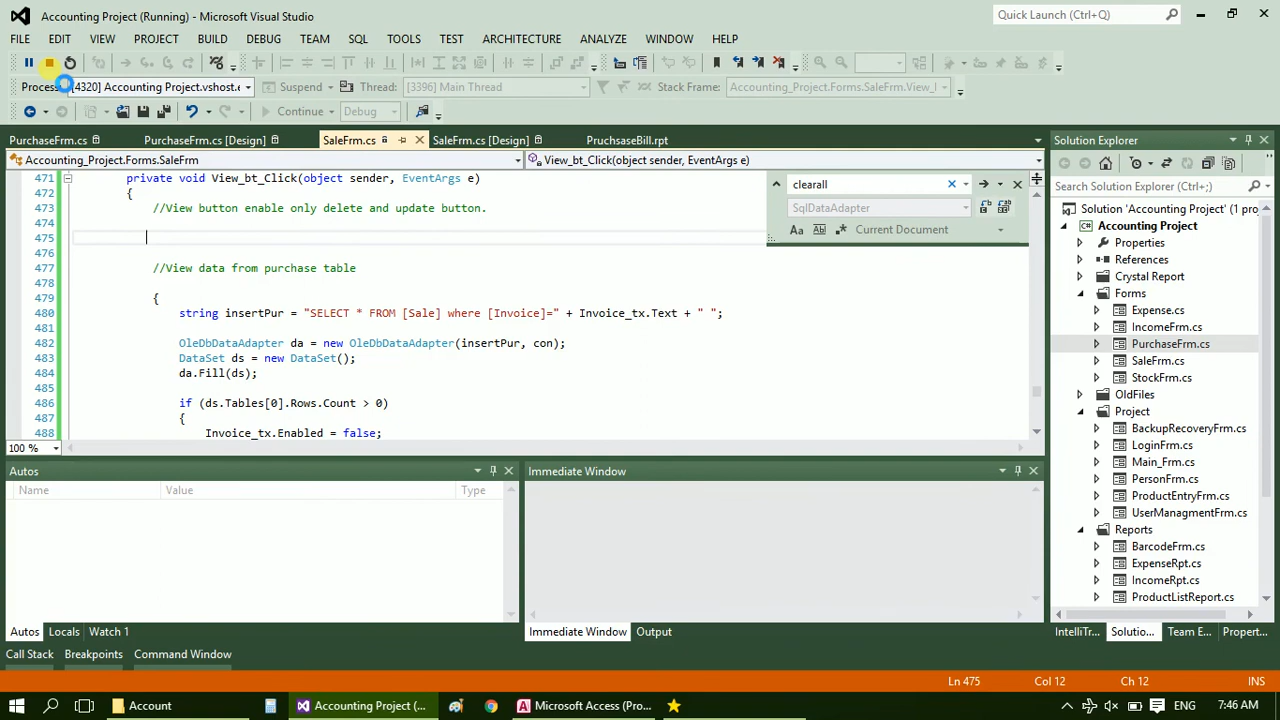 Accounting Project (Running) - Microsoft Visual Studio
Quick Launch (Ctrl+Q)
FILE EDIT VIEW PROJECT BUILD DEBUG TEAM SQL TOOLS TEST ARCHITECTURE ANALYZE WINDOW HELP
[4320] Accounting Project.vshost.e Suspend Thread: [3396] Main Thread Stack Frame: Accounting_Project.Forms.SaleFrm.View_l
Continue Debug
PurchaseFrm.cs PurchaseFrm.cs [Design] SaleFrm.cs SaleFrm.cs [Design] PruchsaseBill.rpt
Accounting_Project.Forms.SaleFrm View_bt_Click(object sender, EventArgs e)
471 private void View_bt_Click(object sender, EventArgs e)
472 {
473 //View button enable only delete and update button.
474
475
476
477 //View data from purchase table
478
479 {
480 string insertPur = "SELECT * FROM [Sale] where [Invoice]=" + Invoice_tx.Text + " ";
481
482 OleDbDataAdapter da = new OleDbDataAdapter(insertPur, con);
483 DataSet ds = new DataSet();
484 da.Fill(ds);
485
486 if (ds.Tables[0].Rows.Count > 0)
487 {
488 Invoice_tx.Enabled = false;
100 %
clearall
SqlDataAdapter
Aa Ab Current Document
Solution Explorer
Search Solution Explorer (Ctrl+;)
Solution 'Accounting Project' (1 pro
Accounting Project
Properties
References
Crystal Report
Forms
Expense.cs
IncomeFrm.cs
PurchaseFrm.cs
SaleFrm.cs
StockFrm.cs
OldFiles
Project
BackupRecoveryFrm.cs
LoginFrm.cs
Main_Frm.cs
PersonFrm.cs
ProductEntryFrm.cs
UserManagmentFrm.cs
Reports
BarcodeFrm.cs
ExpenseRpt.cs
IncomeRpt.cs
ProductListReport.cs
IntelliTr... Solutio... Team E... Propert...
Autos
Name Value Type
Autos Locals Watch 1
Immediate Window
Immediate Window Output
Call Stack Breakpoints Command Window
Ln 475 Col 12 Ch 12 INS
Account
Accounting Project (...
Microsoft Access (Pro...
ENG 7:46 AM